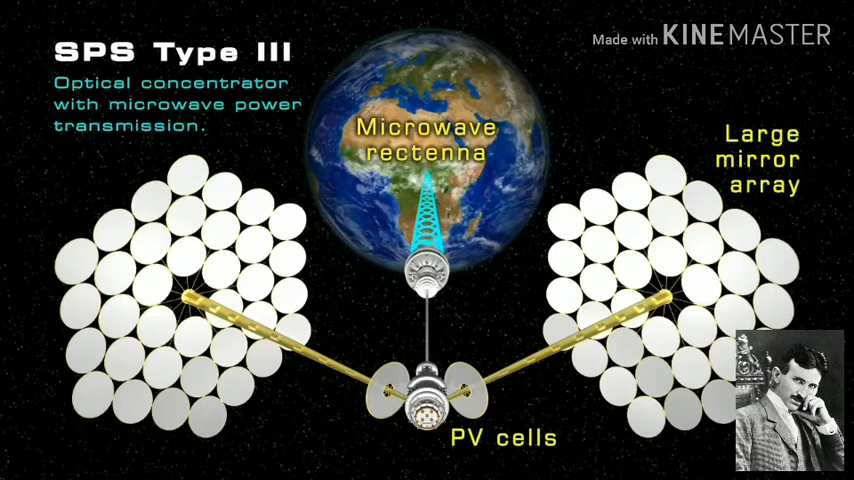 SPS Type III
Optical concentrator
with microwave power
transmission.
Made with KINEMASTER
Microwave
rectenna
Large
mirror
array
PV cells